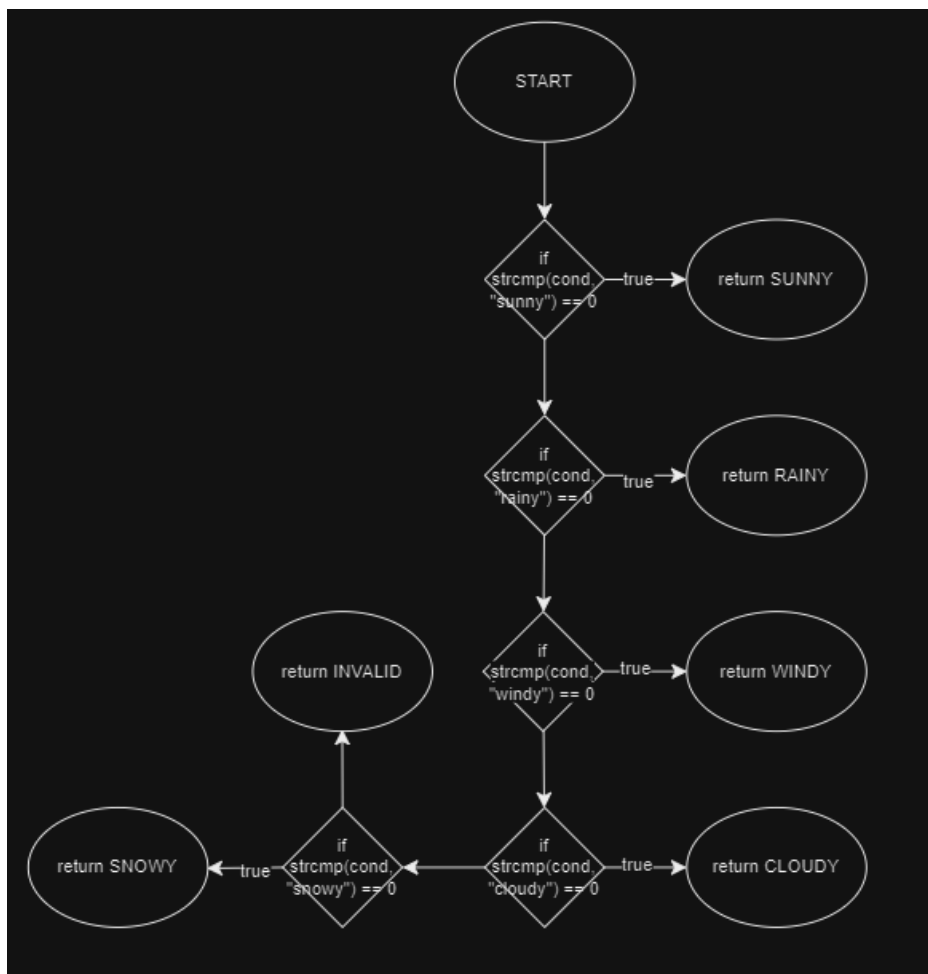 START
if
strcmp(cond,
"sunny") == 0
true
return SUNNY
if
strcmp(cond,
"rainy") == 0
true
return RAINY
if
strcmp(cond,
"windy") == 0
true
return WINDY
return INVALID
if
strcmp(cond,
"cloudy") == 0
true
return CLOUDY
if
strcmp(cond,
"snowy") == 0
true
return SNOWY